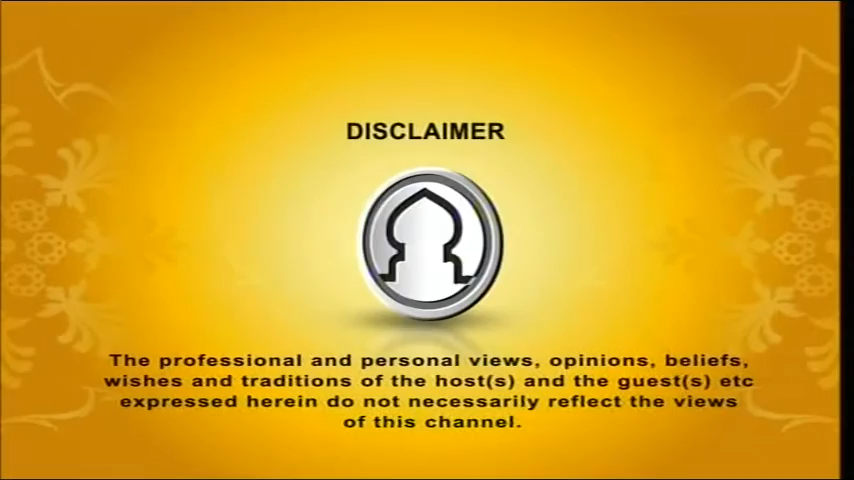 DISCLAIMER
The professional and personal views, opinions, beliefs,
wishes and traditions of the host(s) and the guest(s) etc
expressed herein do not necessarily reflect the views
of this channel.